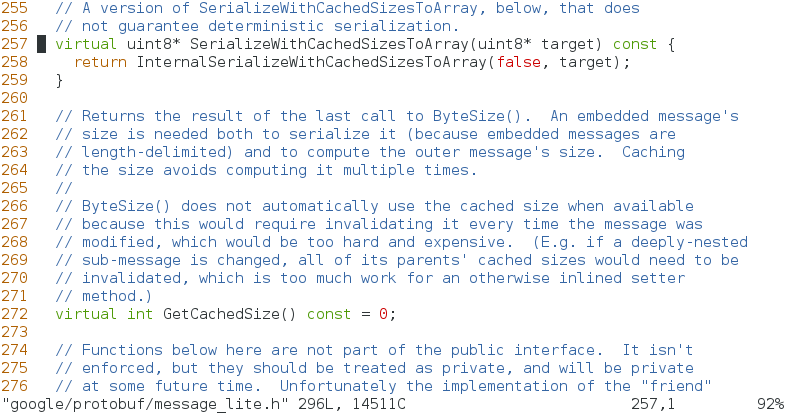 255   // A version of SerializeWithCachedSizesToArray, below, that does
256   // not guarantee deterministic serialization.
257   virtual uint8* SerializeWithCachedSizesToArray(uint8* target) const {
258     return InternalSerializeWithCachedSizesToArray(false, target);
259   }
260
261   // Returns the result of the last call to ByteSize().  An embedded message's
262   // size is needed both to serialize it (because embedded messages are
263   // length-delimited) and to compute the outer message's size.  Caching
264   // the size avoids computing it multiple times.
265   //
266   // ByteSize() does not automatically use the cached size when available
267   // because this would require invalidating it every time the message was
268   // modified, which would be too hard and expensive.  (E.g. if a deeply-nested
269   // sub-message is changed, all of its parents' cached sizes would need to be
270   // invalidated, which is too much work for an otherwise inlined setter
271   // method.)
272   virtual int GetCachedSize() const = 0;
273
274   // Functions below here are not part of the public interface.  It isn't
275   // enforced, but they should be treated as private, and will be private
276   // at some future time.  Unfortunately the implementation of the "friend"
"google/protobuf/message_lite.h" 296L, 14511C 257,1 92%